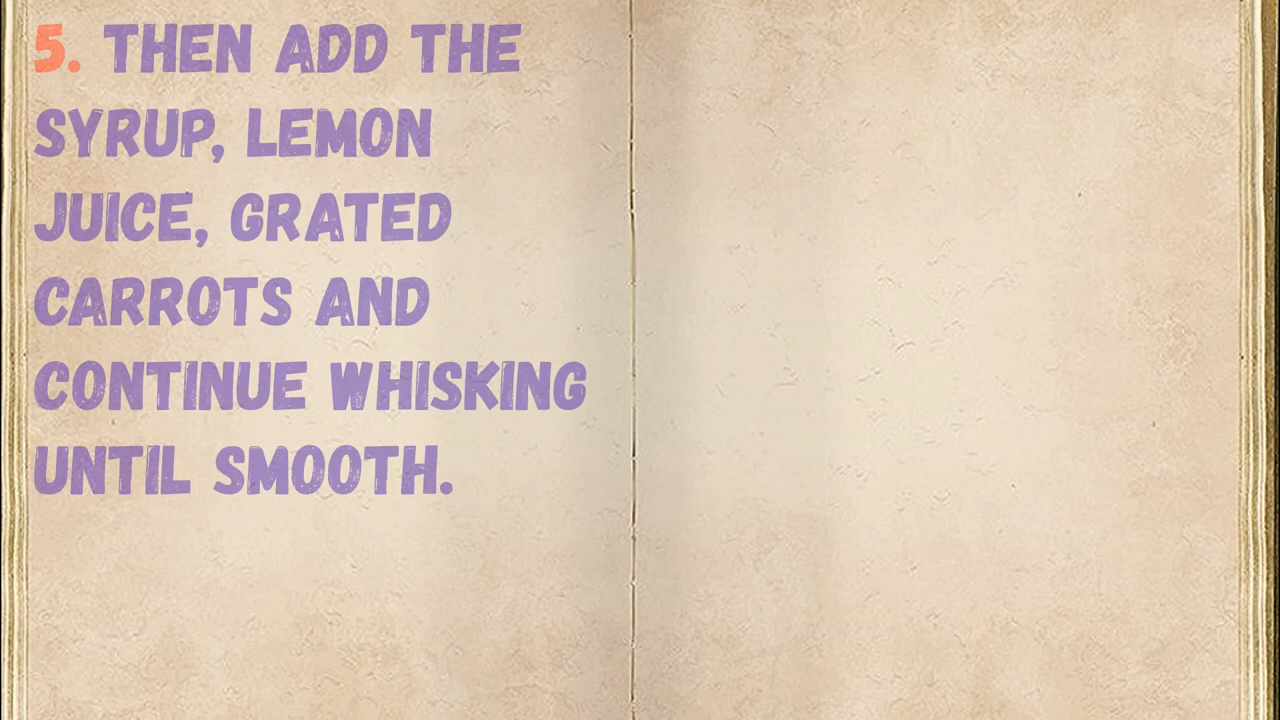 5. THEN ADD THE
SYRUP, LEMON
JUICE, GRATED
CARROTS AND
CONTINUE WHISKING
UNTIL SMOOTH.